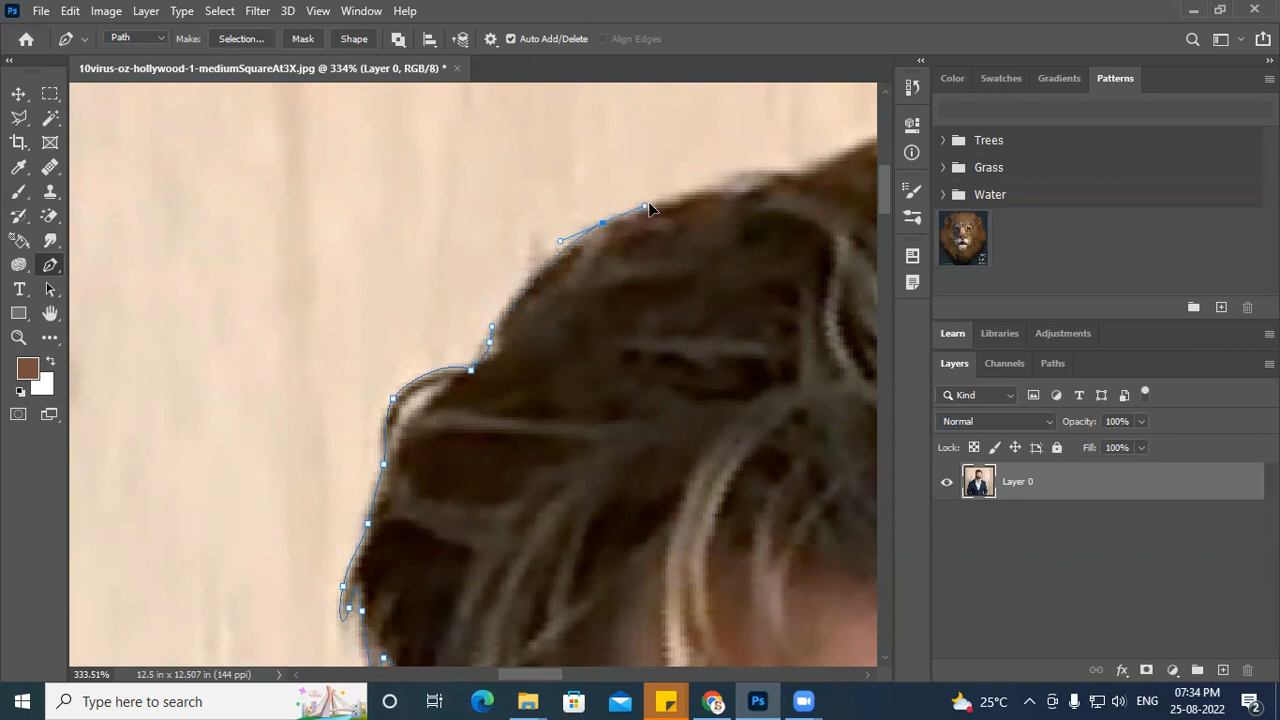 Ps File Edit Image Layer Type Select Filter 3D View Window Help
Path Make: Selection... Mask Shape Auto Add/Delete Align Edges
10virus-oz-hollywood-1-mediumSquareAt3X.jpg @ 334% (Layer 0, RGB/8) *
Color Swatches Gradients Patterns
Trees
Grass
Water
Learn Libraries Adjustments
Layers Channels Paths
Kind
Normal Opacity: 100%
Lock: Fill: 100%
Layer 0
333.51% 12.5 in x 12.507 in (144 ppi)
Type here to search
Ps
25°C
ENG
07:34 PM
25-08-2022
2